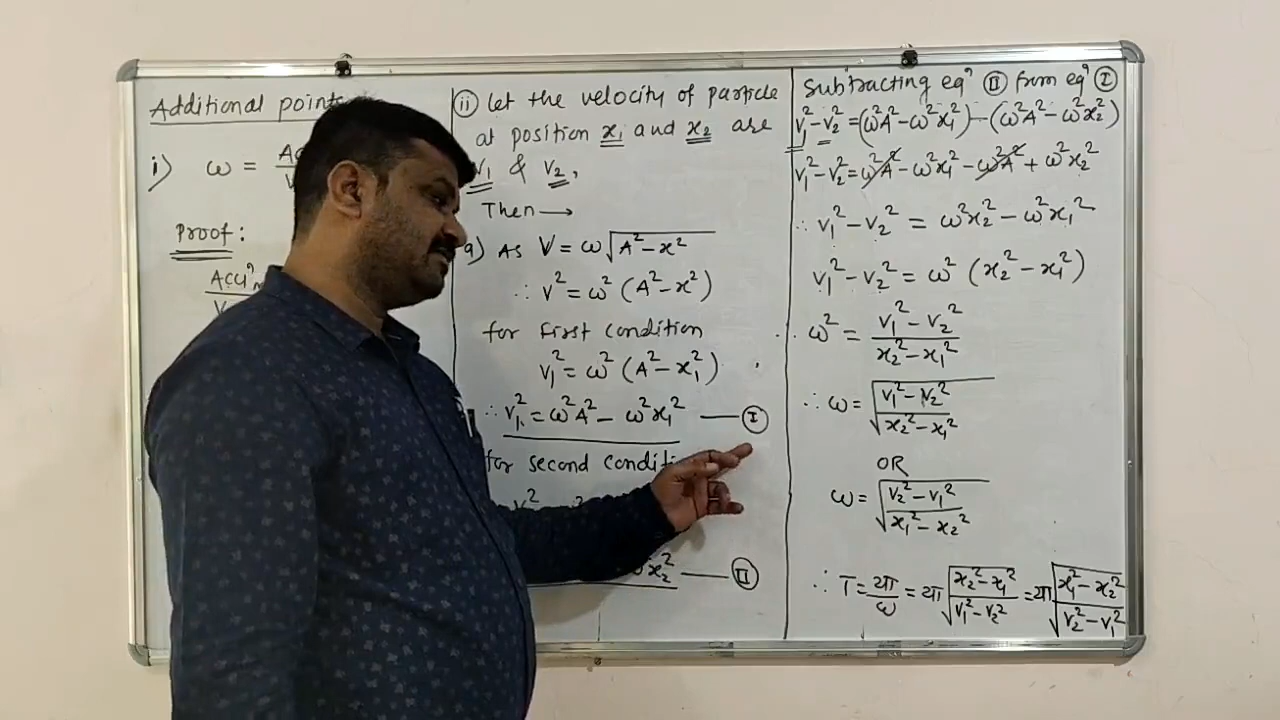 Additional point
i) ω =
Proof:
Accⁿ
ii) Let the velocity of particle
at position x₁ and x₂ are
v₁ & v₂,
Then →
a) As V = ω√(A²-x²)
∴ V² = ω² (A²-x²)
for first condition
v₁² = ω² (A²-x₁²)
∴ v₁² = ω²A² - ω²x₁² — I
for second condit
x₂² — II
Subtracting eqⁿ II from eqⁿ I
v₁²-v₂² = (ω²A²-ω²x₁²)-(ω²A²-ω²x₂²)
v₁²-v₂² = ω²A²-ω²x₁²-ω²A²+ω²x₂²
∴ v₁²-v₂² = ω²x₂²-ω²x₁²
v₁²-v₂² = ω² (x₂²-x₁²)
∴ ω² = (v₁²-v₂²)/(x₂²-x₁²)
∴ ω = √((v₁²-v₂²)/(x₂²-x₁²))
OR
ω = √((v₂²-v₁²)/(x₁²-x₂²))
∴ T = 2π/ω = 2π√((x₂²-x₁²)/(v₁²-v₂²)) = 2π√((x₁²-x₂²)/(v₂²-v₁²))